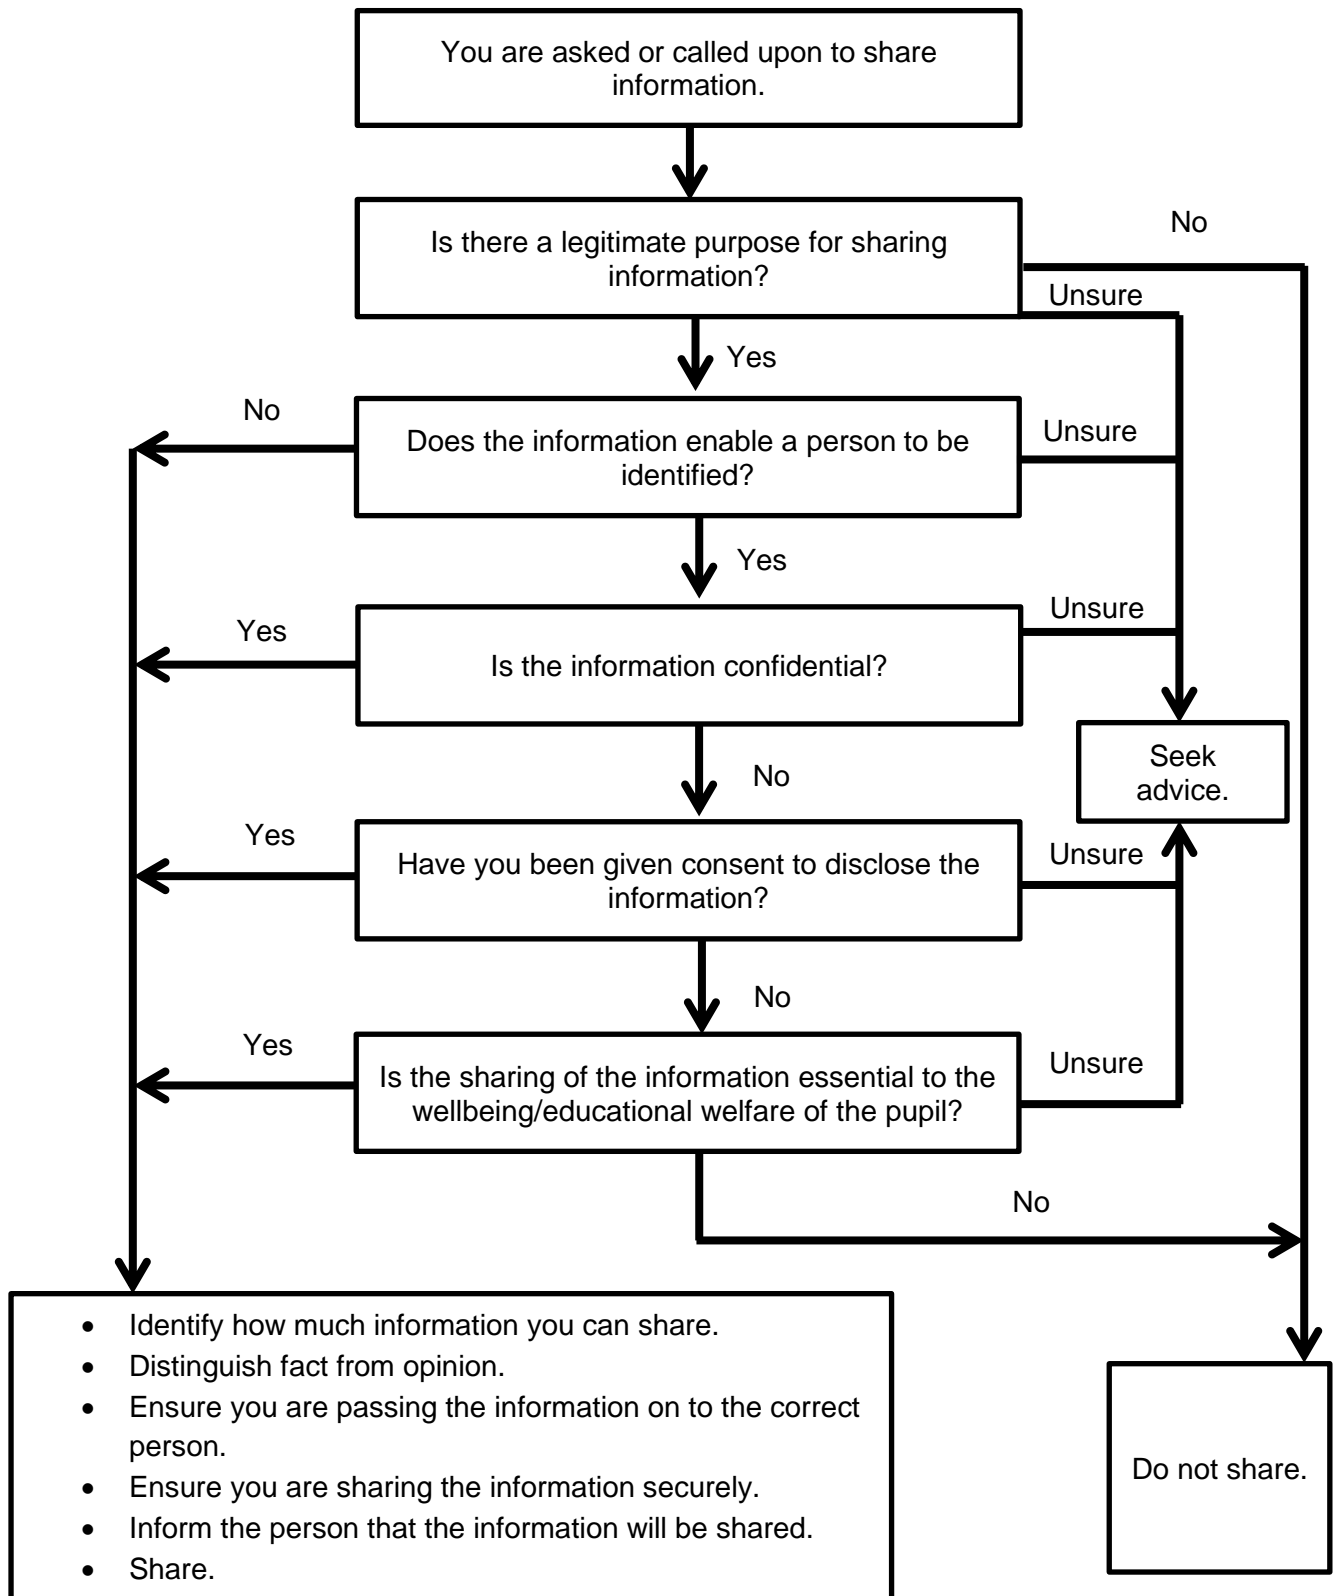 You are asked or called upon to share
information.
No
Is there a legitimate purpose for sharing
information?
Unsure
Yes
No
Does the information enable a person to be
identified?
Unsure
Yes
Yes
Is the information confidential?
Unsure
No
Seek
advice.
Yes
Have you been given consent to disclose the
information?
Unsure
No
Yes
Is the sharing of the information essential to the
wellbeing/educational welfare of the pupil?
Unsure
No
• Identify how much information you can share.
• Distinguish fact from opinion.
• Ensure you are passing the information on to the correct
person.
• Ensure you are sharing the information securely.
• Inform the person that the information will be shared.
• Share.
Do not share.